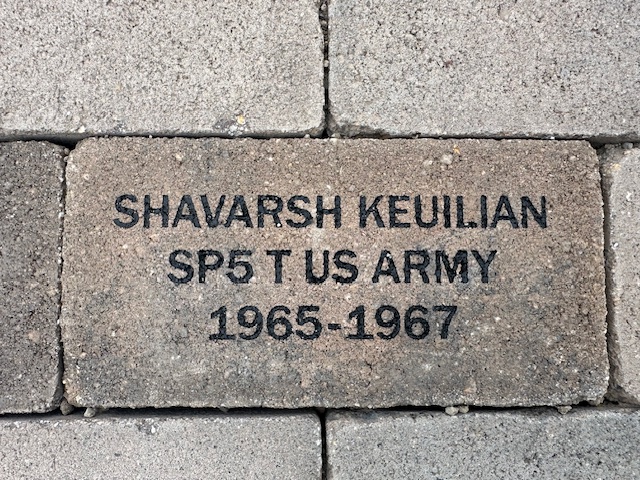 SHAVARSH KEUILIAN
SP5 T US ARMY
1965-1967